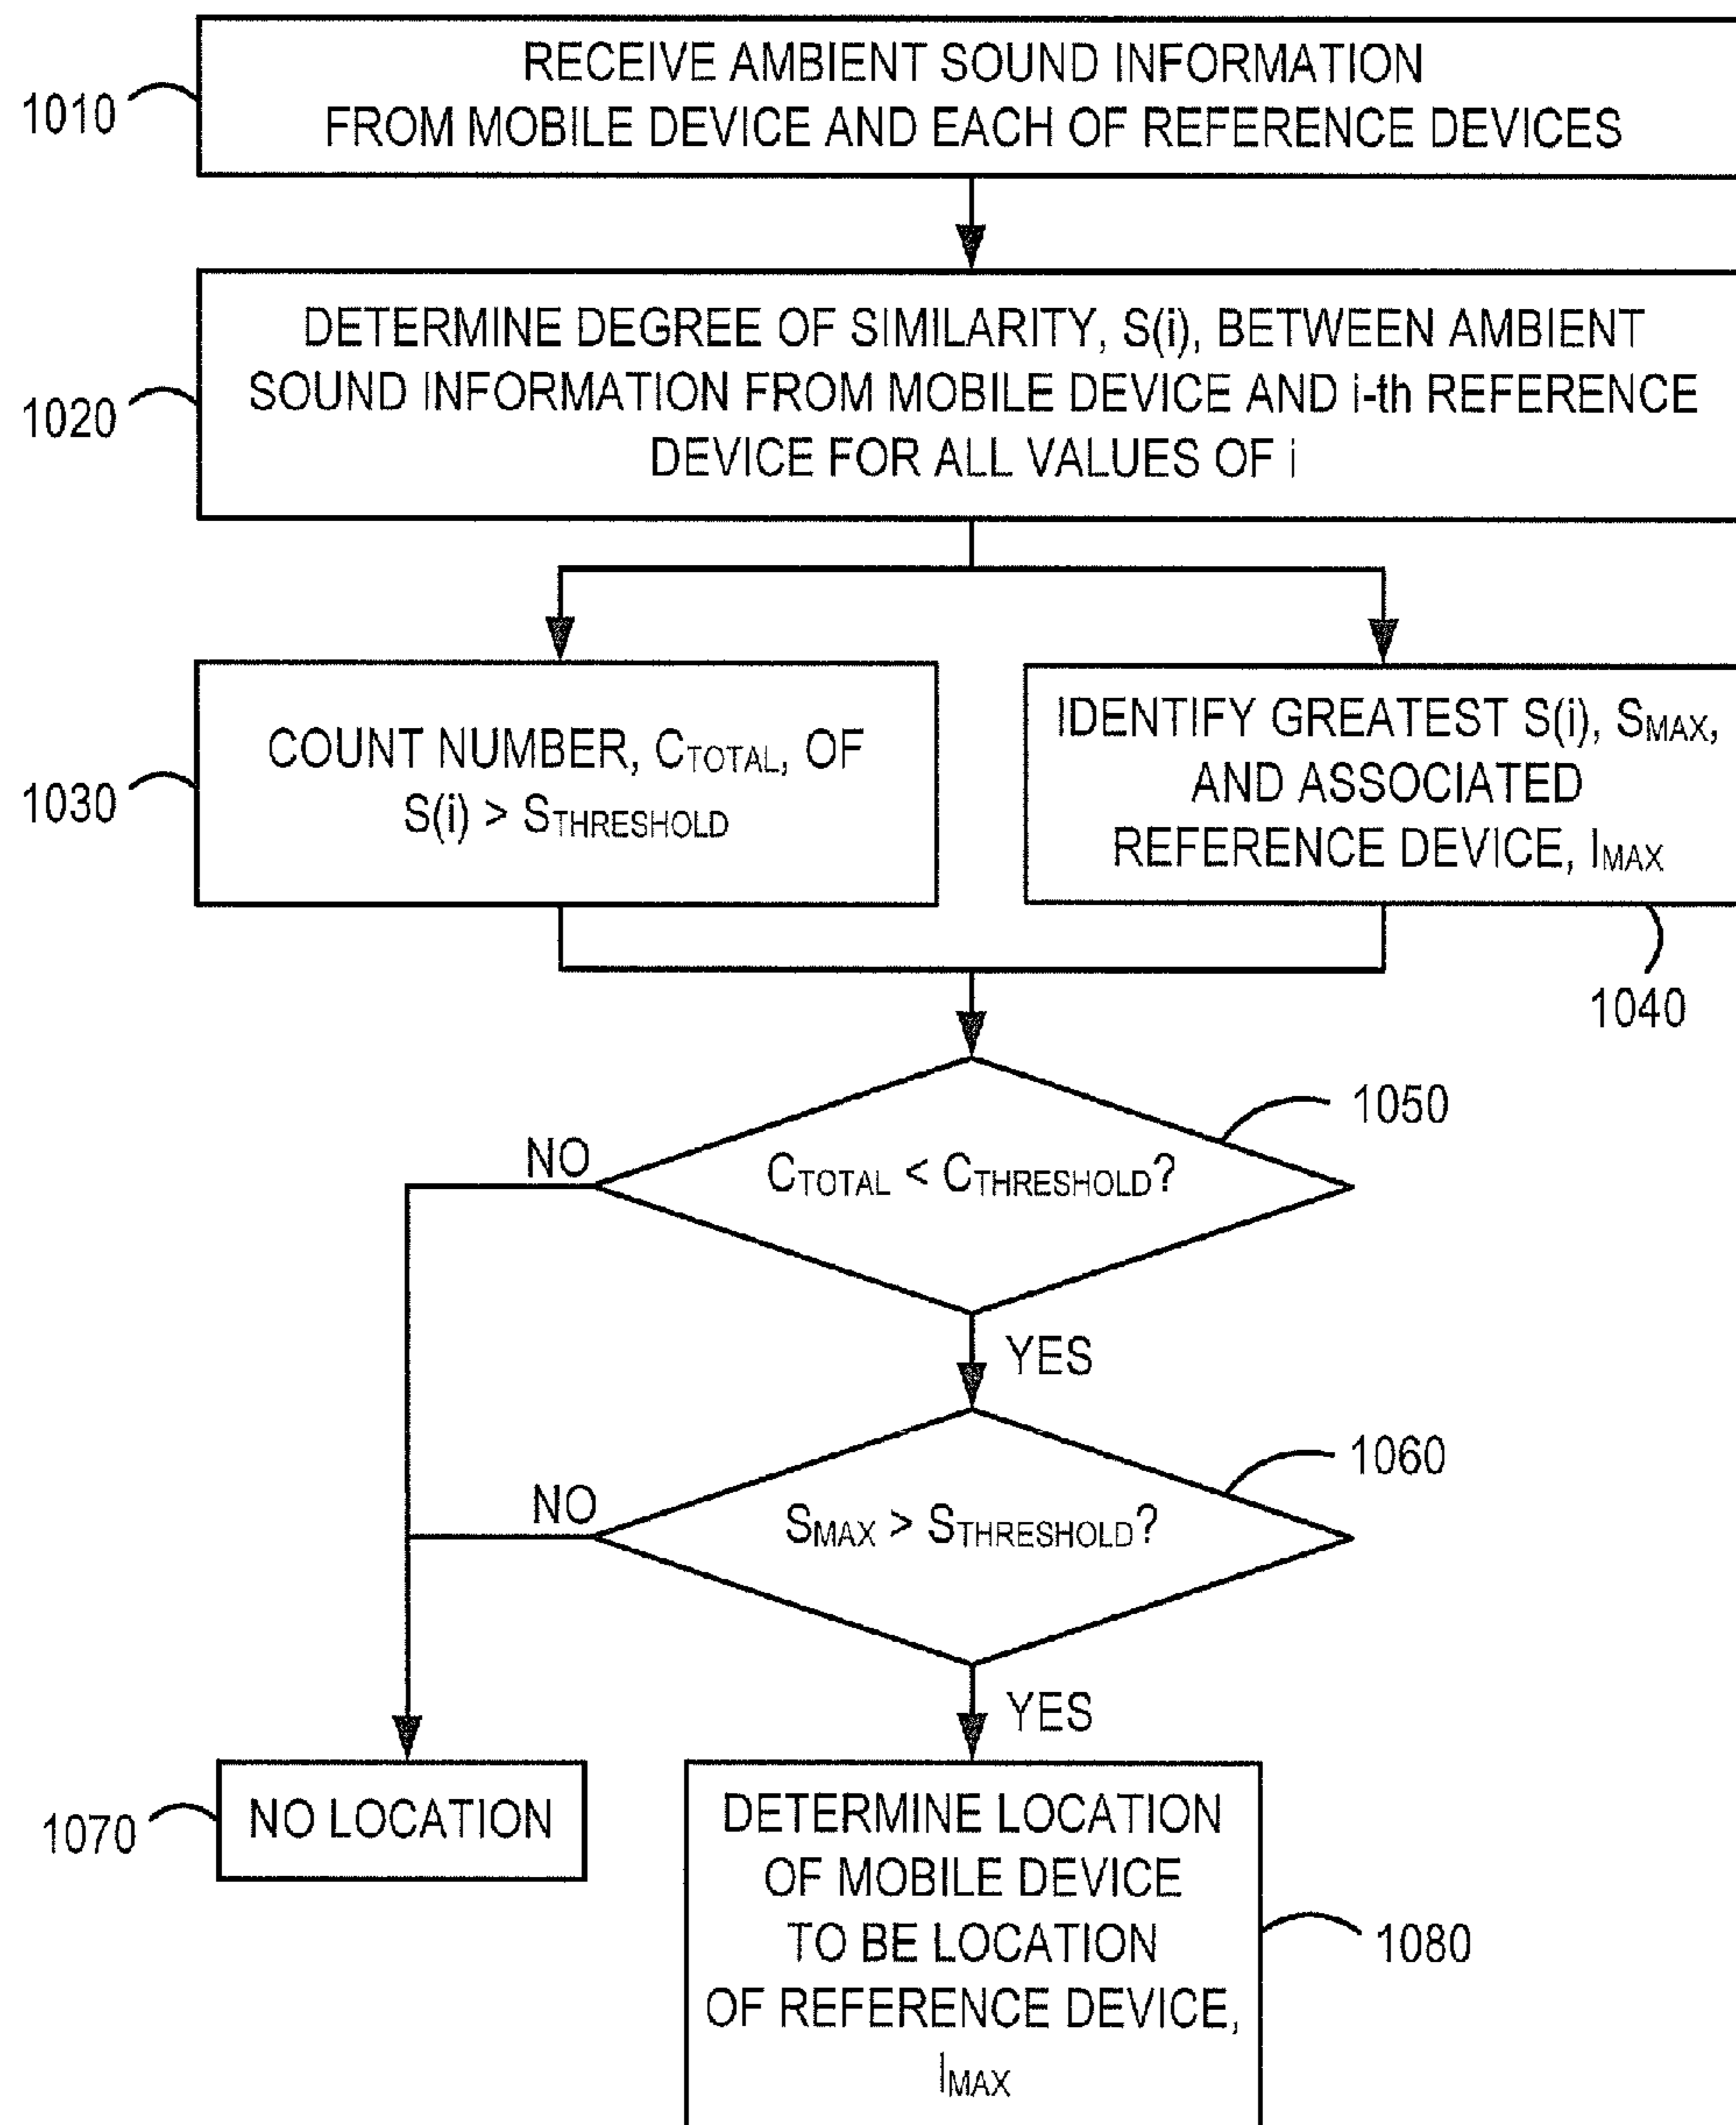 RECEIVE AMBIENT SOUND INFORMATION
FROM MOBILE DEVICE AND EACH OF REFERENCE DEVICES
1010
DETERMINE DEGREE OF SIMILARITY, S(i), BETWEEN AMBIENT
SOUND INFORMATION FROM MOBILE DEVICE AND i-th REFERENCE
DEVICE FOR ALL VALUES OF i
1020
COUNT NUMBER, CTOTAL, OF
S(i) > STHRESHOLD
1030
IDENTIFY GREATEST S(i), SMAX,
AND ASSOCIATED
REFERENCE DEVICE, IMAX
1040
CTOTAL < CTHRESHOLD?
1050
NO
YES
SMAX > STHRESHOLD?
1060
NO
YES
NO LOCATION
1070
DETERMINE LOCATION
OF MOBILE DEVICE
TO BE LOCATION
OF REFERENCE DEVICE,
IMAX
1080